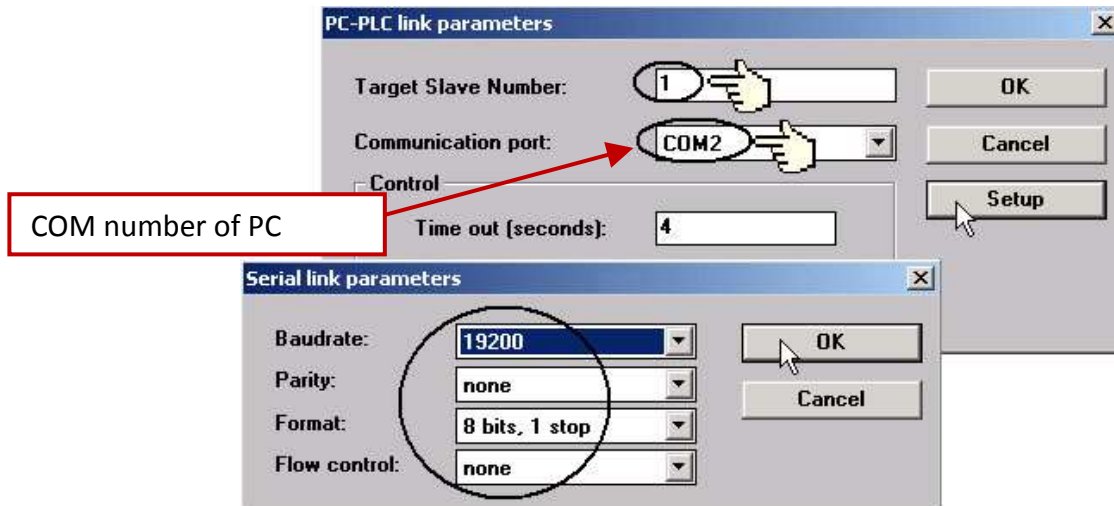 PC-PLC link parameters
Target Slave Number: 1 OK
Communication port: COM2 Cancel
Control Setup
COM number of PC
Time out (seconds): 4
Serial link parameters
Baudrate: 19200 OK
Parity: none Cancel
Format: 8 bits, 1 stop
Flow control: none